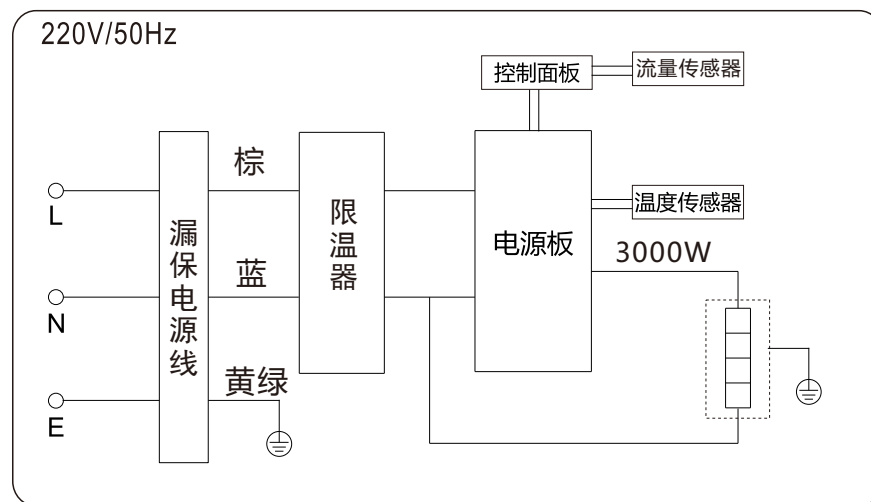 220V/50Hz
控制面板
流量传感器
棕
L
漏保电源线
限温器
温度传感器
电源板
3000W
蓝
N
黄绿
E